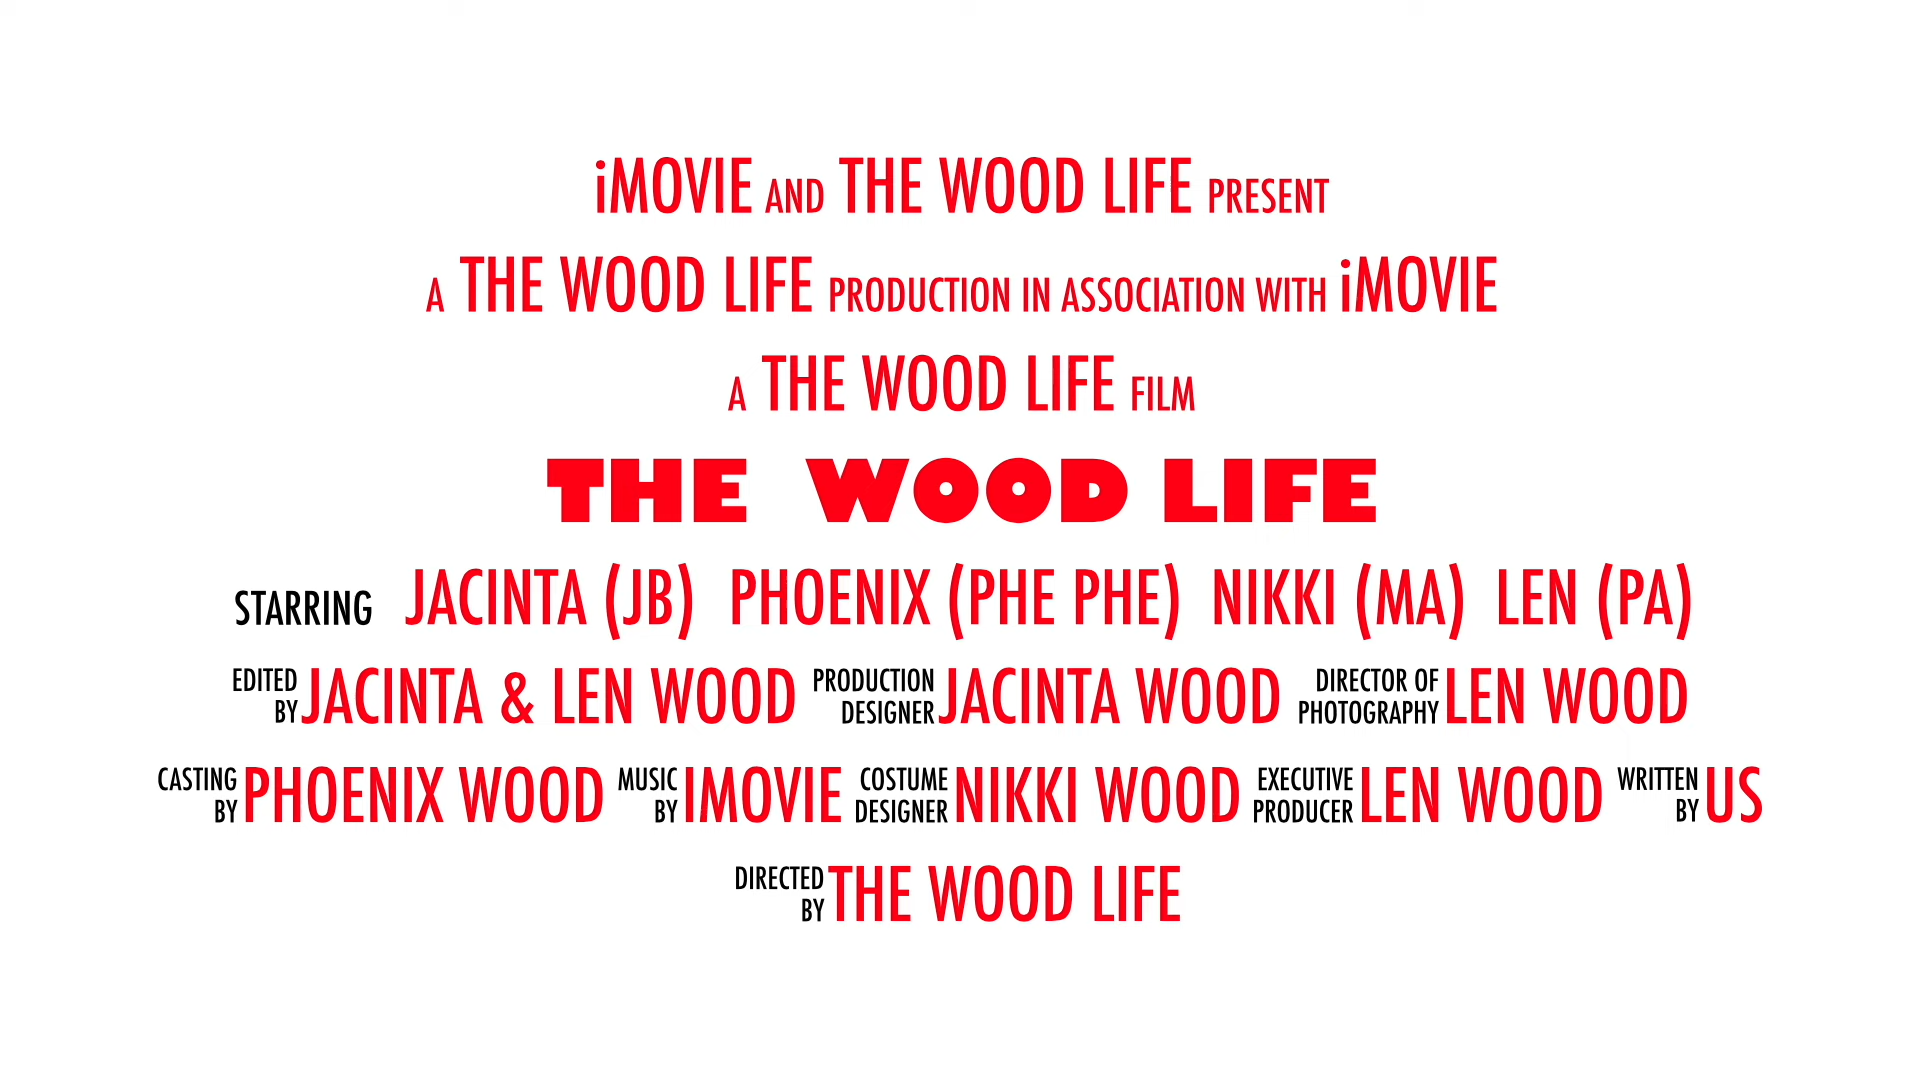 iMOVIE AND THE WOOD LIFE PRESENT
A THE WOOD LIFE PRODUCTION IN ASSOCIATION WITH iMOVIE
A THE WOOD LIFE FILM
THE WOOD LIFE
STARRING JACINTA (JB) PHOENIX (PHE PHE) NIKKI (MA) LEN (PA)
EDITED BY JACINTA & LEN WOOD PRODUCTION DESIGNER JACINTA WOOD DIRECTOR OF PHOTOGRAPHY LEN WOOD
CASTING BY PHOENIX WOOD MUSIC BY IMOVIE COSTUME DESIGNER NIKKI WOOD EXECUTIVE PRODUCER LEN WOOD WRITTEN BY US
DIRECTED BY THE WOOD LIFE